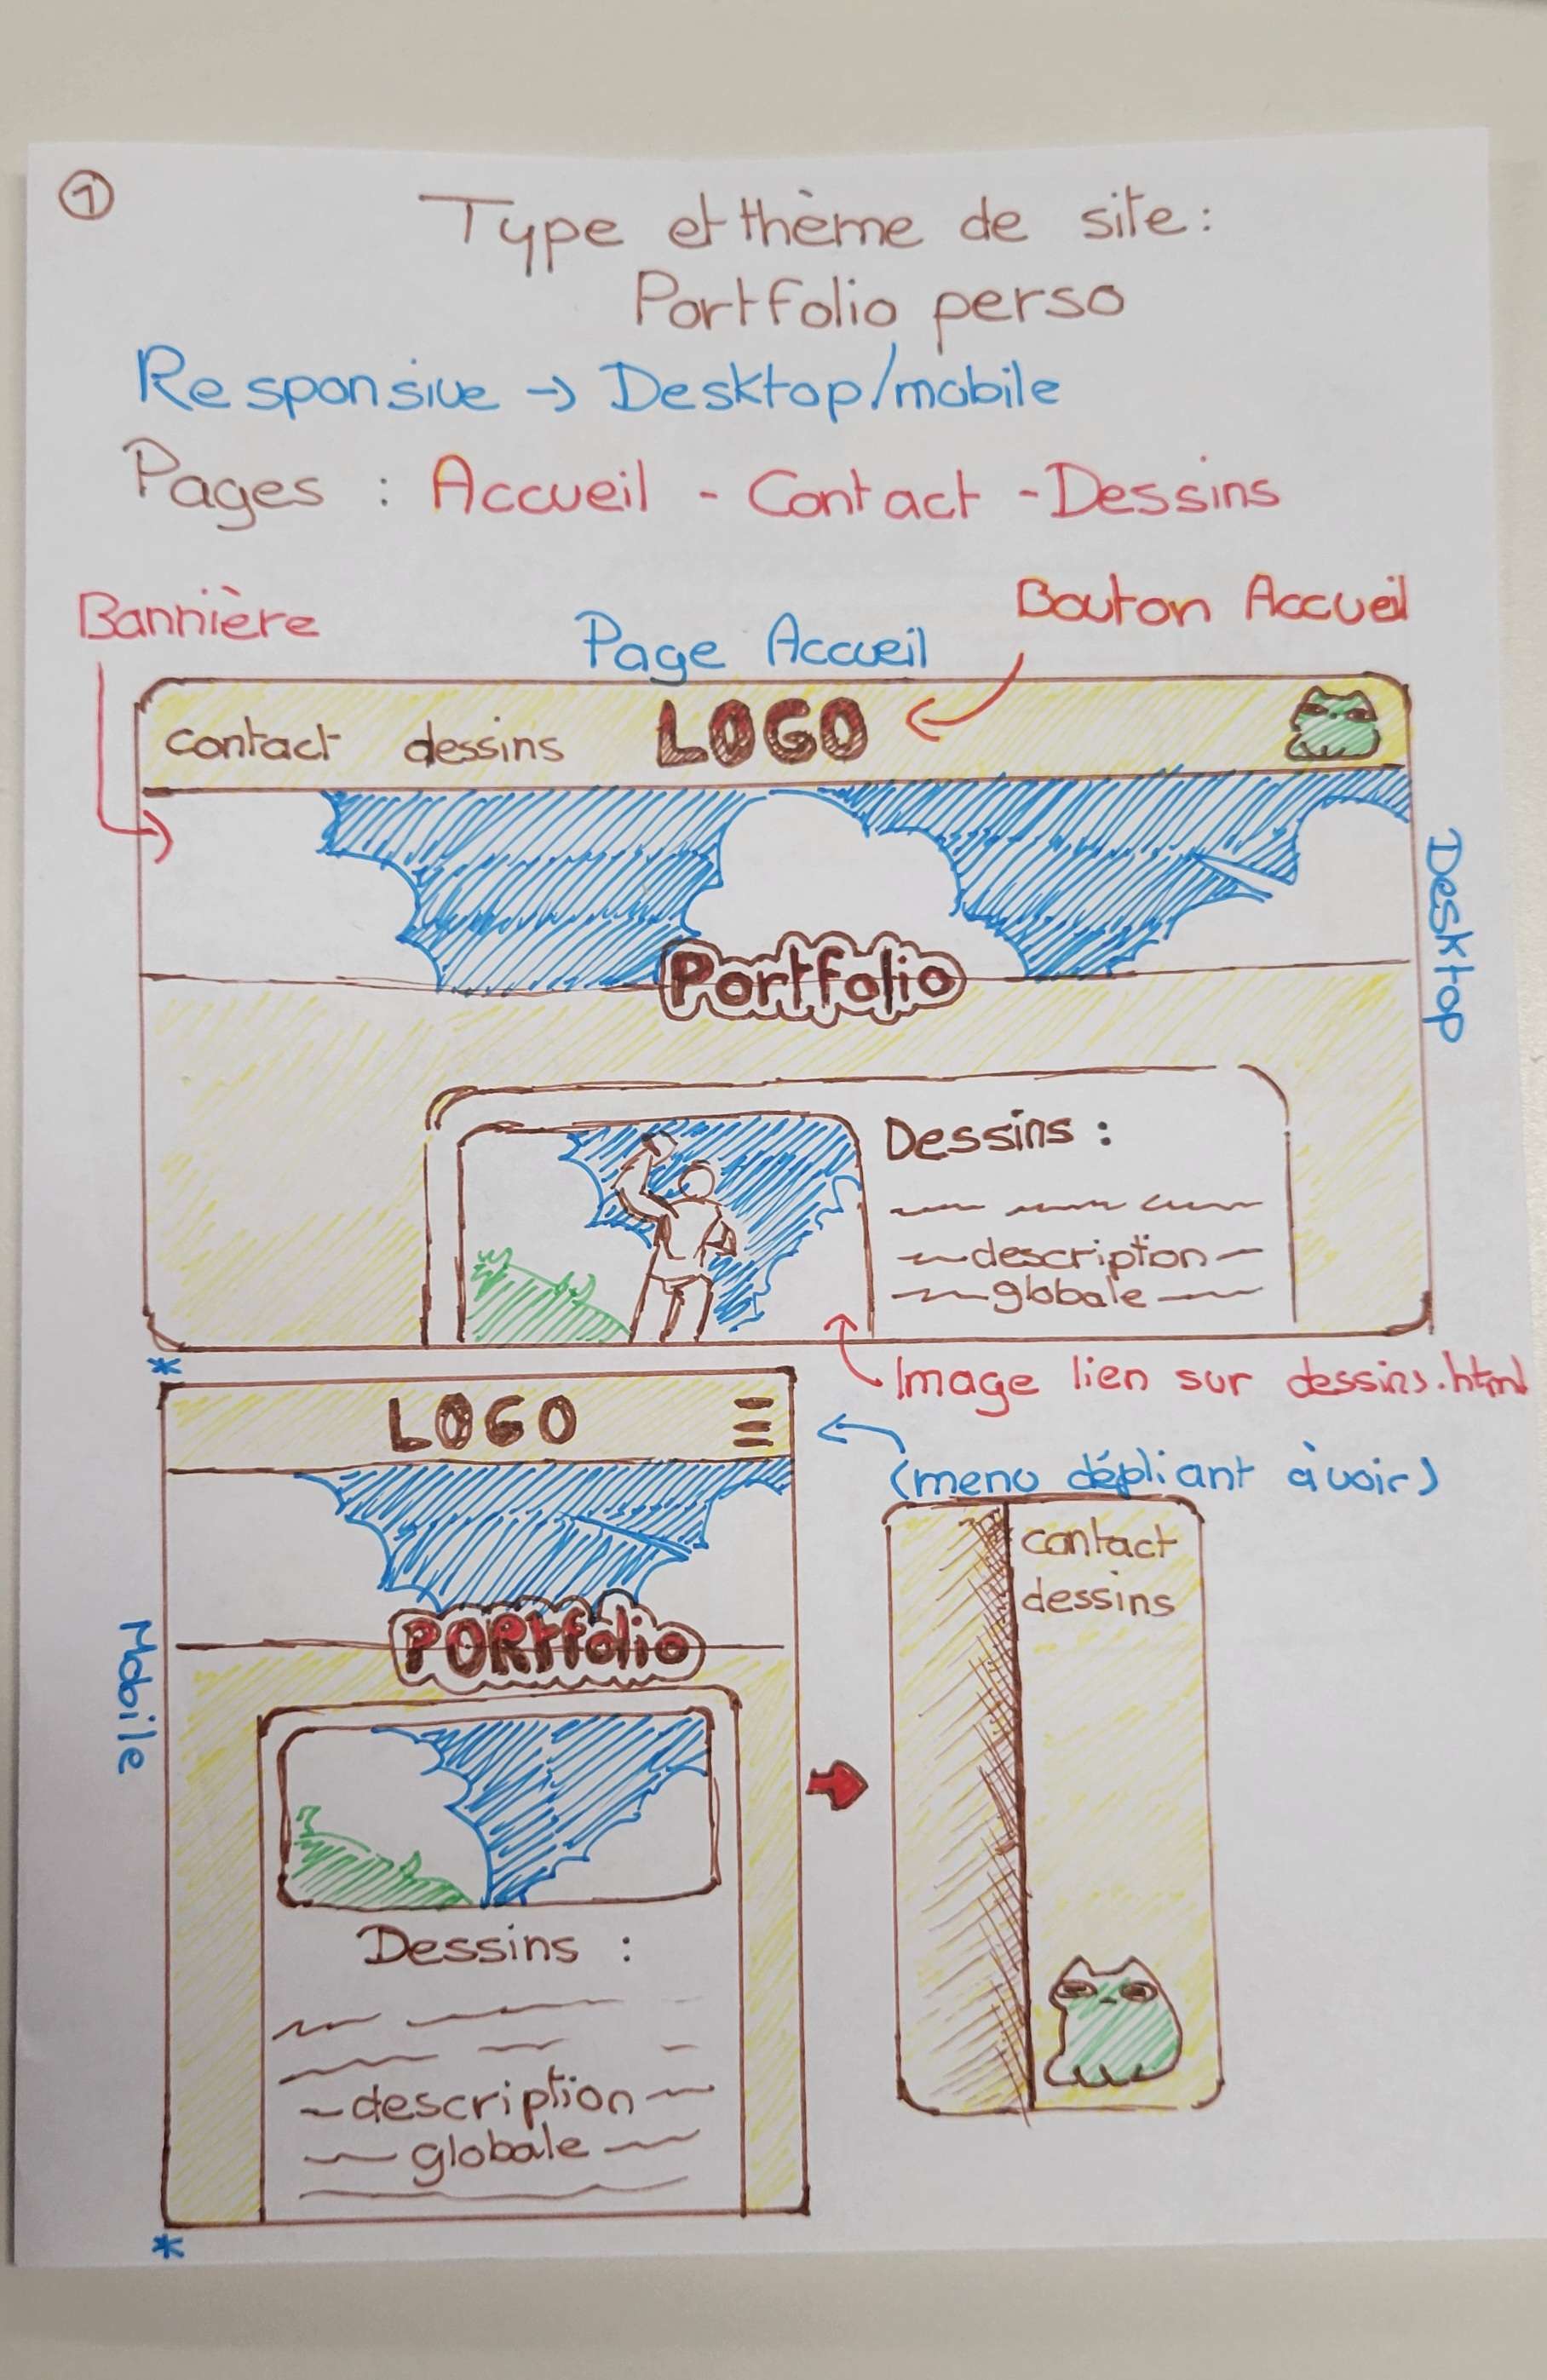 1
Type et thème de site :
Portfolio perso
Responsive → Desktop/mobile
Pages : Accueil - Contact - Dessins
Bannière
Page Accueil
Bouton Accueil
contact dessins LOGO
Portfolio
Desktop
Dessins :
description
globale
*
Image lien sur dessins.html
LOGO
(menu dépliant à voir)
contact
dessins
PORtfolio
Mobile
Dessins :
description
globale
*